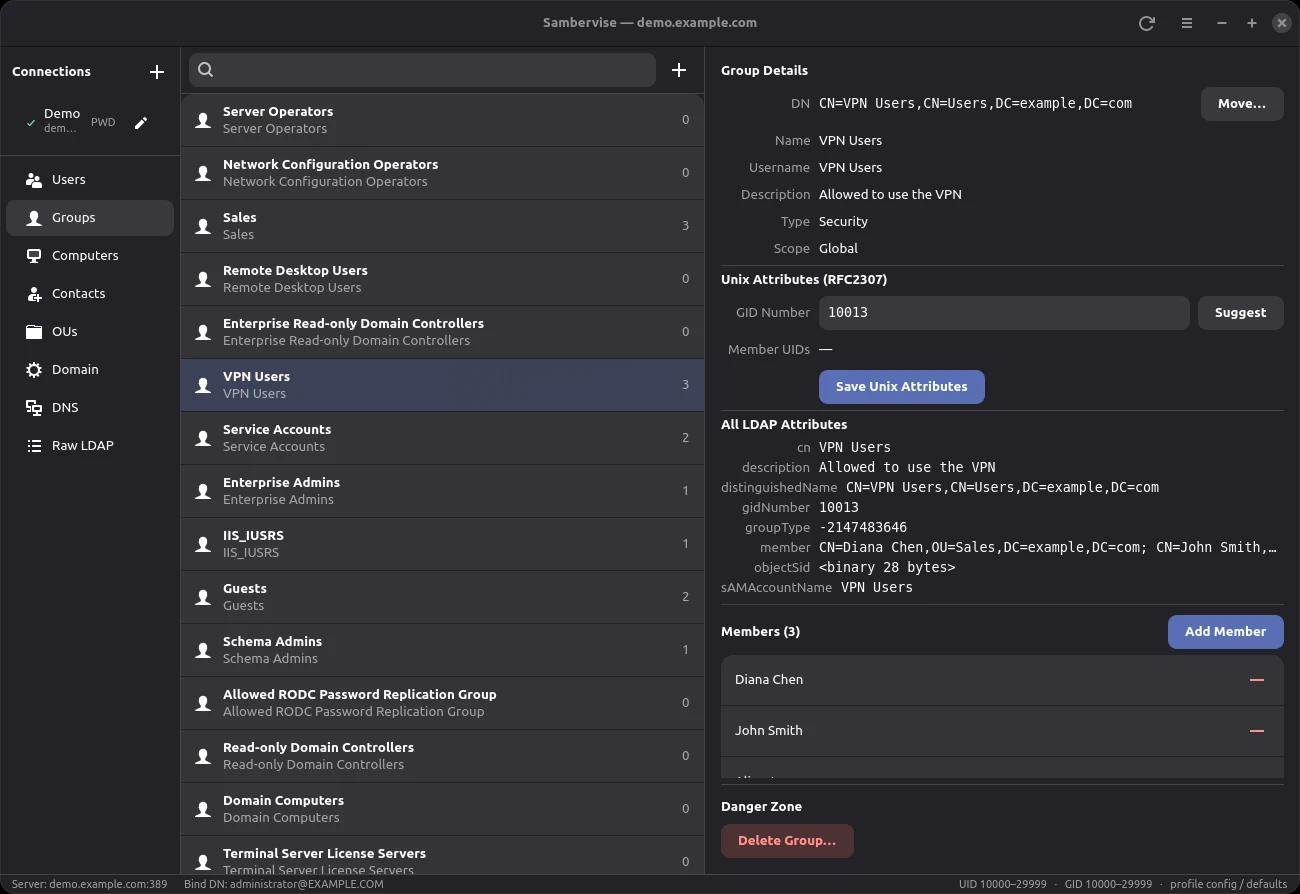 Sambervise — demo.example.com
Connections
Demo
dem...
PWD
Users
Groups
Computers
Contacts
OUs
Domain
DNS
Raw LDAP
Server Operators
Server Operators
0
Network Configuration Operators
Network Configuration Operators
0
Sales
Sales
3
Remote Desktop Users
Remote Desktop Users
0
Enterprise Read-only Domain Controllers
Enterprise Read-only Domain Controllers
0
VPN Users
VPN Users
3
Service Accounts
Service Accounts
2
Enterprise Admins
Enterprise Admins
1
IIS_IUSRS
IIS_IUSRS
1
Guests
Guests
2
Schema Admins
Schema Admins
1
Allowed RODC Password Replication Group
Allowed RODC Password Replication Group
0
Read-only Domain Controllers
Read-only Domain Controllers
0
Domain Computers
Domain Computers
0
Terminal Server License Servers
Terminal Server License Servers
0
Group Details
DN CN=VPN Users,CN=Users,DC=example,DC=com
Move...
Name VPN Users
Username VPN Users
Description Allowed to use the VPN
Type Security
Scope Global
Unix Attributes (RFC2307)
GID Number 10013 Suggest
Member UIDs —
Save Unix Attributes
All LDAP Attributes
cn VPN Users
description Allowed to use the VPN
distinguishedName CN=VPN Users,CN=Users,DC=example,DC=com
gidNumber 10013
groupType -2147483646
member CN=Diana Chen,OU=Sales,DC=example,DC=com; CN=John Smith,...
objectSid <binary 28 bytes>
sAMAccountName VPN Users
Members (3)
Add Member
Diana Chen
John Smith
Danger Zone
Delete Group...
Server: demo.example.com:389 Bind DN: administrator@EXAMPLE.COM
UID 10000–29999 · GID 10000–29999 · profile config / defaults